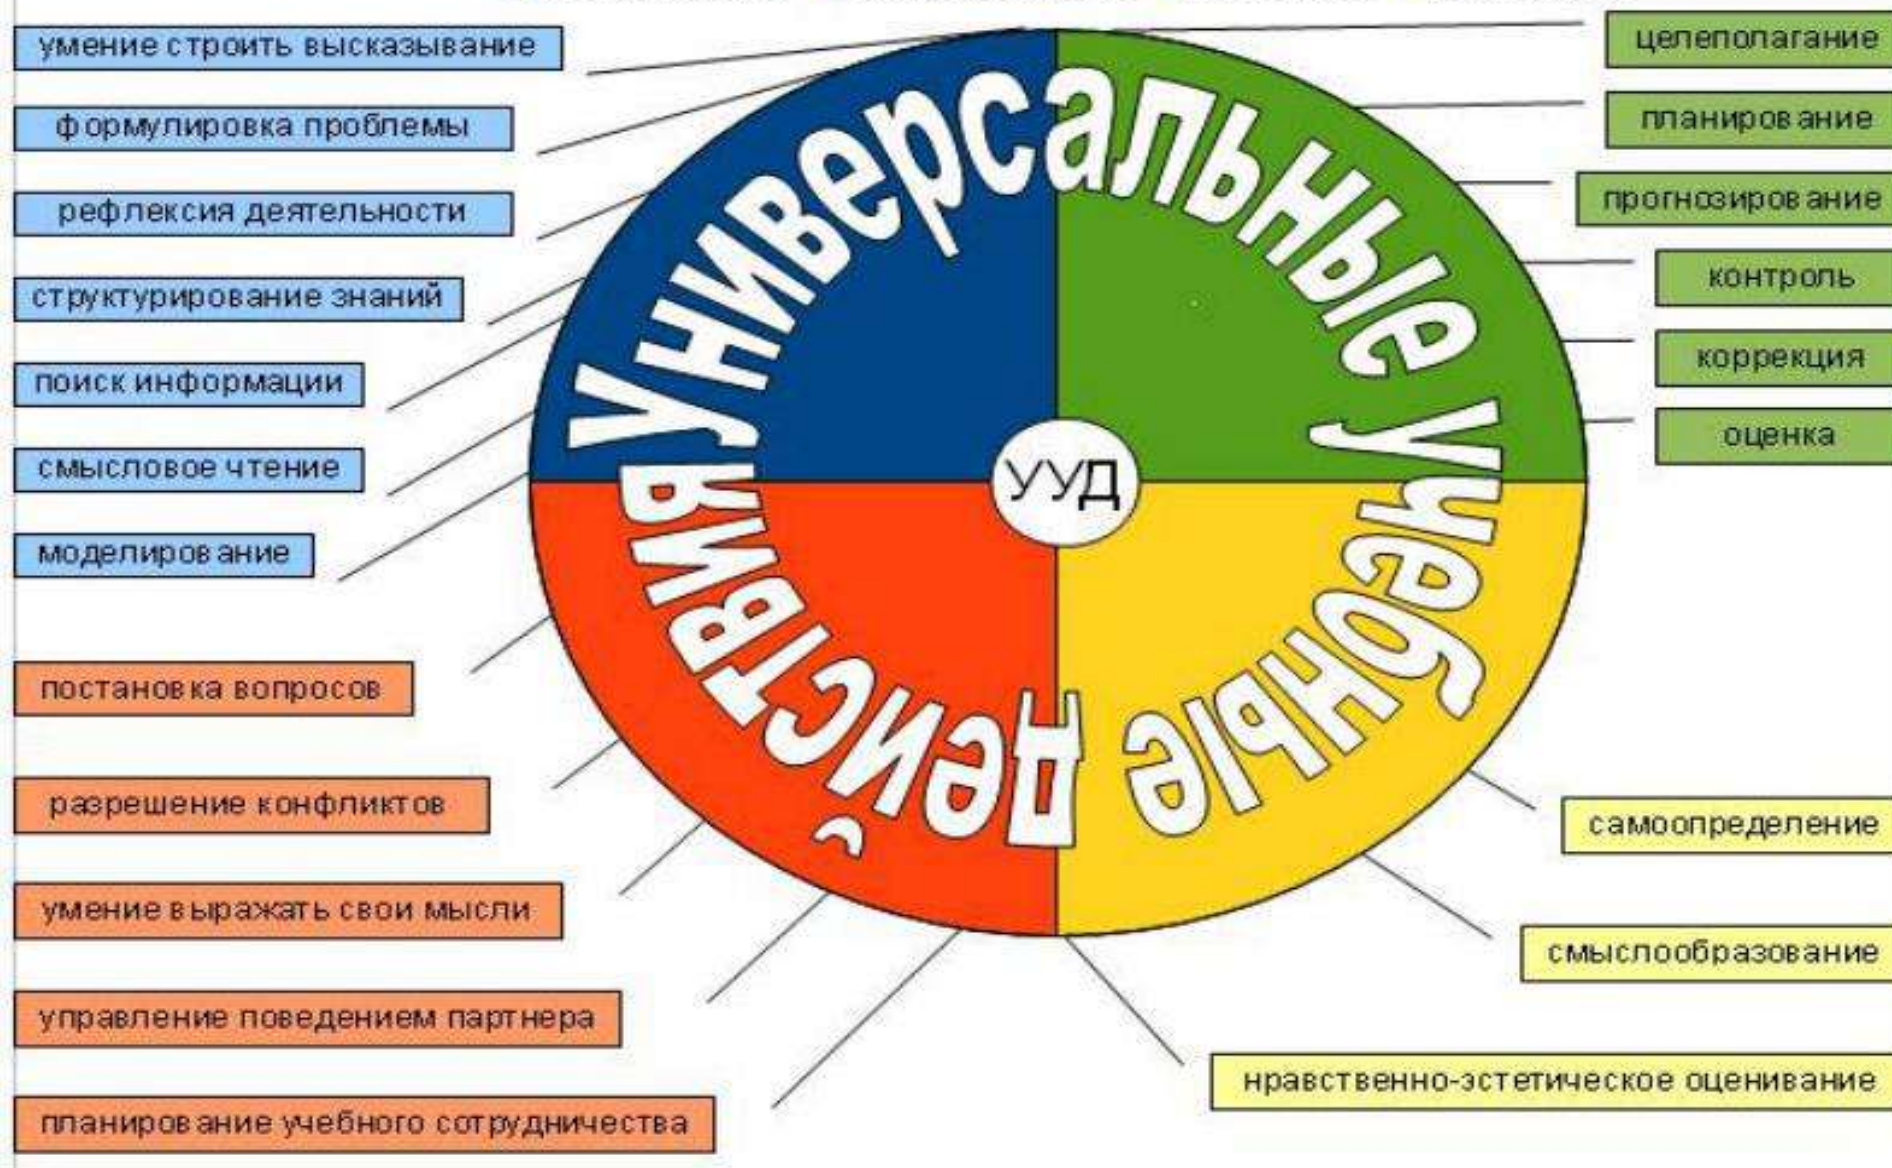 умение строить высказывание
формулировка проблемы
рефлексия деятельности
структурирование знаний
поиск информации
смысловое чтение
моделирование
постановка вопросов
разрешение конфликтов
умение выражать свои мысли
управление поведением партнера
планирование учебного сотрудничества
Универсальные учебные действия
УУД
целеполагание
планирование
прогнозирование
контроль
коррекция
оценка
самоопределение
смыслообразование
нравственно-эстетическое оценивание